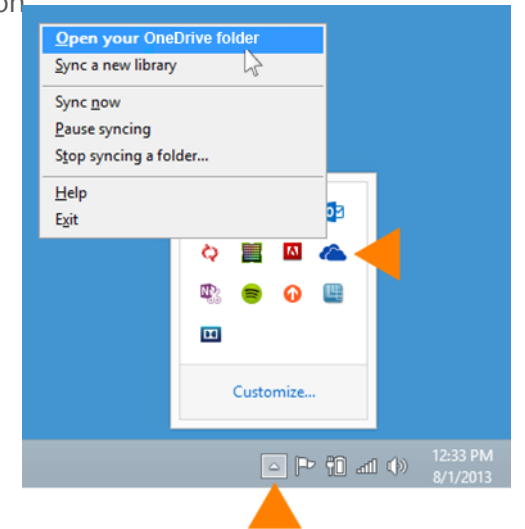 on
Open your OneDrive folder
Sync a new library
Sync now
Pause syncing
Stop syncing a folder...
Help
Exit
Customize...
12:33 PM
8/1/2013